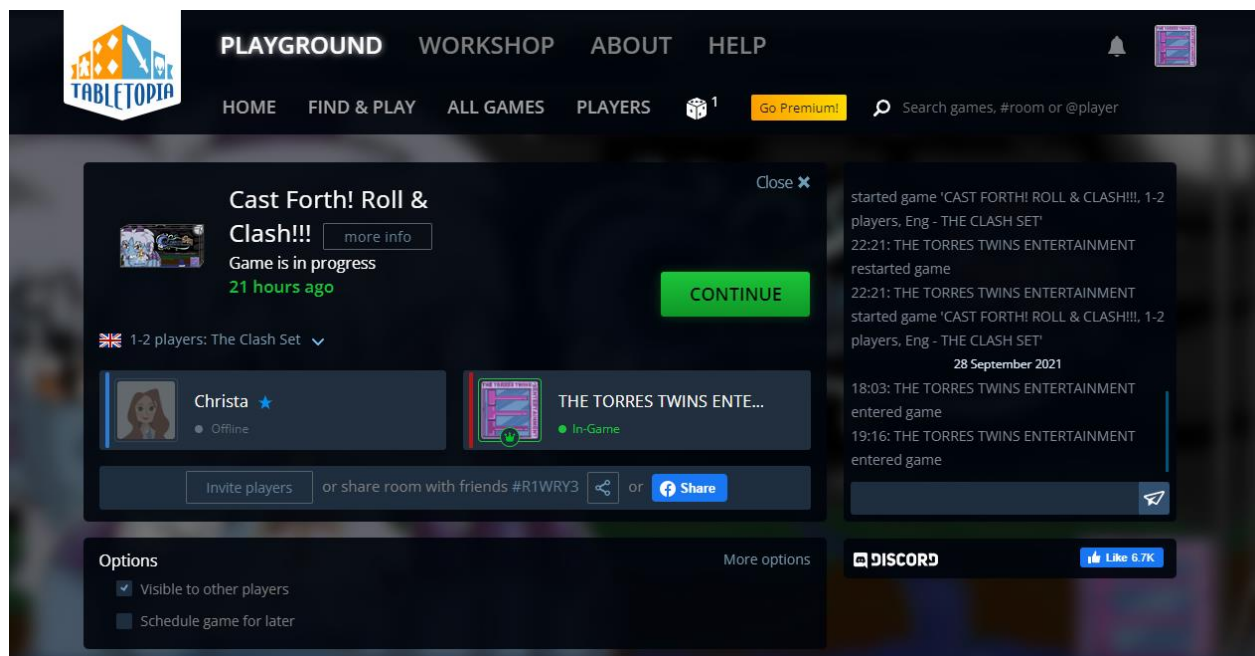 TABLETOPIA
PLAYGROUND WORKSHOP ABOUT HELP
HOME FIND & PLAY ALL GAMES PLAYERS 1 Go Premium! Search games, #room or @player
Close ✖
Cast Forth! Roll &
Clash!!! more info
Game is in progress
21 hours ago
CONTINUE
1-2 players: The Clash Set
Christa
Offline
THE TORRES TWINS ENTE...
In-Game
Invite players or share room with friends #R1WRY3 or Share
Options More options
Visible to other players
Schedule game for later
started game 'CAST FORTH! ROLL & CLASH!!!, 1-2
players, Eng - THE CLASH SET'
22:21: THE TORRES TWINS ENTERTAINMENT
restarted game
22:21: THE TORRES TWINS ENTERTAINMENT
started game 'CAST FORTH! ROLL & CLASH!!!, 1-2
players, Eng - THE CLASH SET'
28 September 2021
18:03: THE TORRES TWINS ENTERTAINMENT
entered game
19:16: THE TORRES TWINS ENTERTAINMENT
entered game
DISCORD Like 6.7K